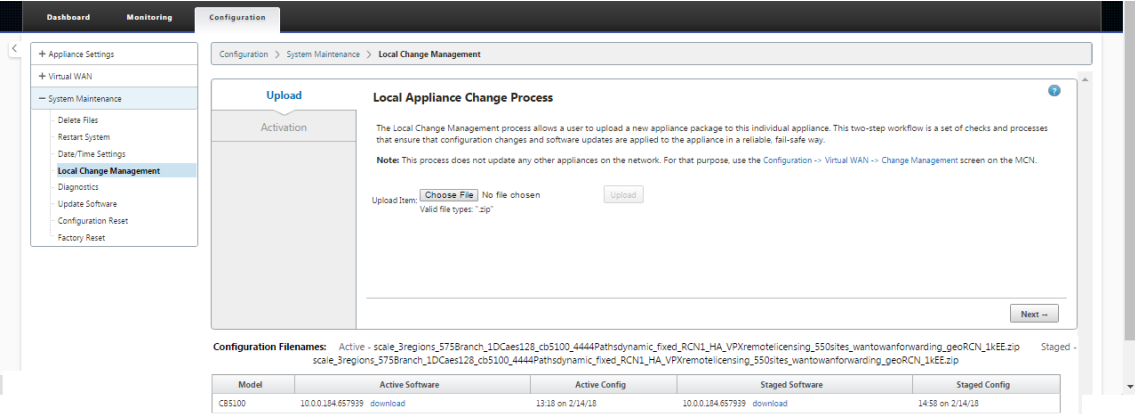 Dashboard Monitoring Configuration
+ Appliance Settings
+ Virtual WAN
− System Maintenance
Delete Files
Restart System
Date/Time Settings
Local Change Management
Diagnostics
Update Software
Configuration Reset
Factory Reset
Configuration > System Maintenance > Local Change Management
Upload
Activation
Local Appliance Change Process
?
The Local Change Management process allows a user to upload a new appliance package to this individual appliance. This two-step workflow is a set of checks and processes
that ensure that configuration changes and software updates are applied to the appliance in a reliable, fail-safe way.
Note: This process does not update any other appliances on the network. For that purpose, use the Configuration -> Virtual WAN -> Change Management screen on the MCN.
Upload Item: Choose File No file chosen Upload
Valid file types: ".zip"
Next --
Configuration Filenames: Active - scale_3regions_575Branch_1DCaes128_cb5100_4444Pathsdynamic_fixed_RCN1_HA_VPXremotelicensing_550sites_wantowanforwarding_geoRCN_1kEE.zip Staged -
scale_3regions_575Branch_1DCaes128_cb5100_4444Pathsdynamic_fixed_RCN1_HA_VPXremotelicensing_550sites_wantowanforwarding_geoRCN_1kEE.zip
Model Active Software Active Config Staged Software Staged Config
CB5100 10.0.0.184.657939 download 13:18 on 2/14/18 10.0.0.184.657939 download 14:58 on 2/14/18